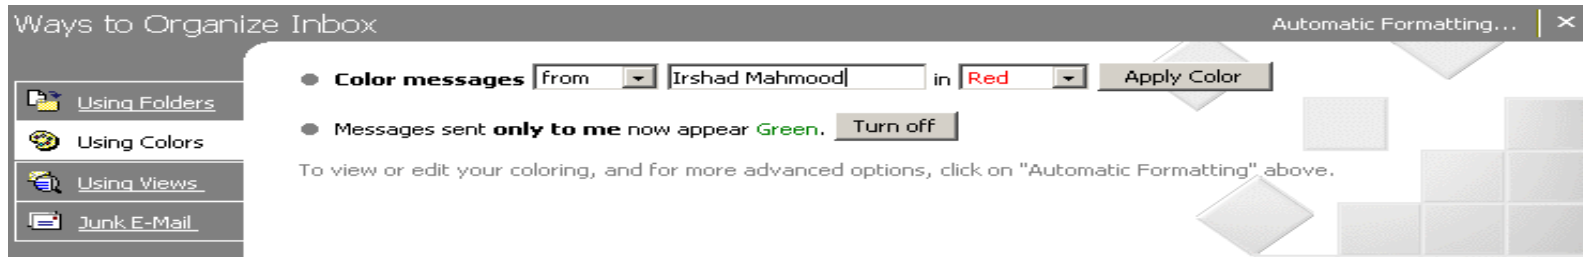 Ways to Organize Inbox Automatic Formatting... ×
Color messages from Irshad Mahmood in Red Apply Color
Using Folders
Messages sent only to me now appear Green. Turn off
Using Colors
To view or edit your coloring, and for more advanced options, click on "Automatic Formatting" above.
Using Views
Junk E-Mail